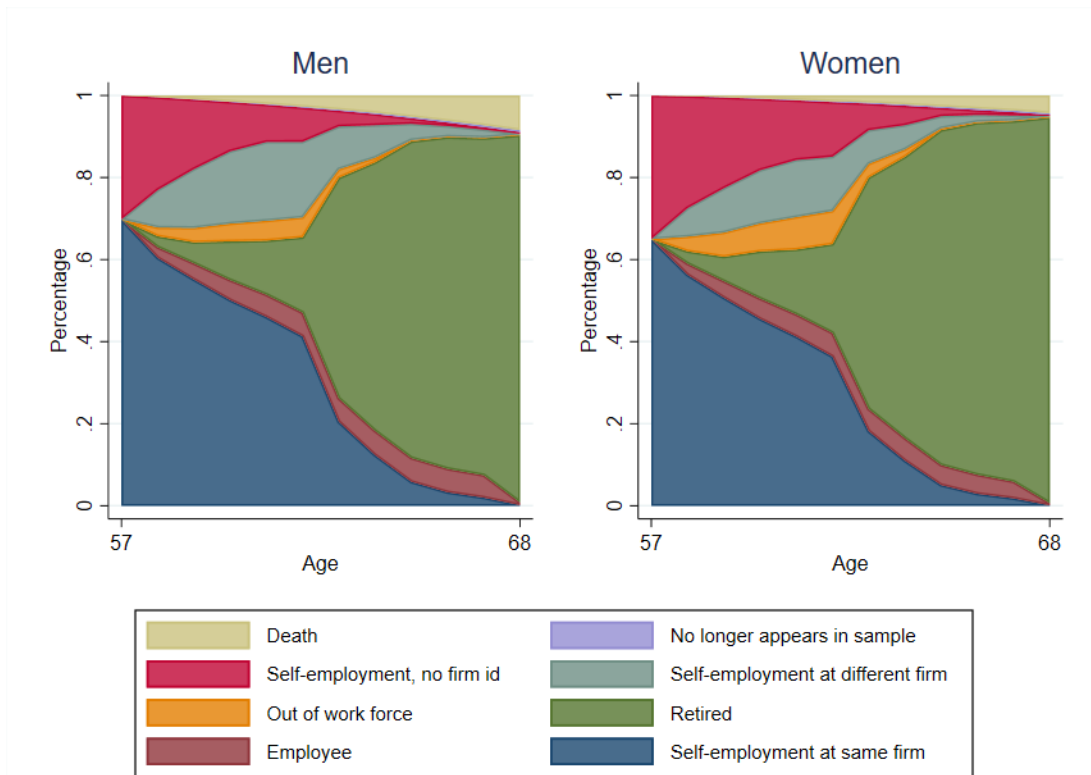 Men
Women
Percentage
0 .2 .4 .6 .8 1
57 68
Age
Percentage
0 .2 .4 .6 .8 1
57 68
Age
Death
No longer appears in sample
Self-employment, no firm id
Self-employment at different firm
Out of work force
Retired
Employee
Self-employment at same firm